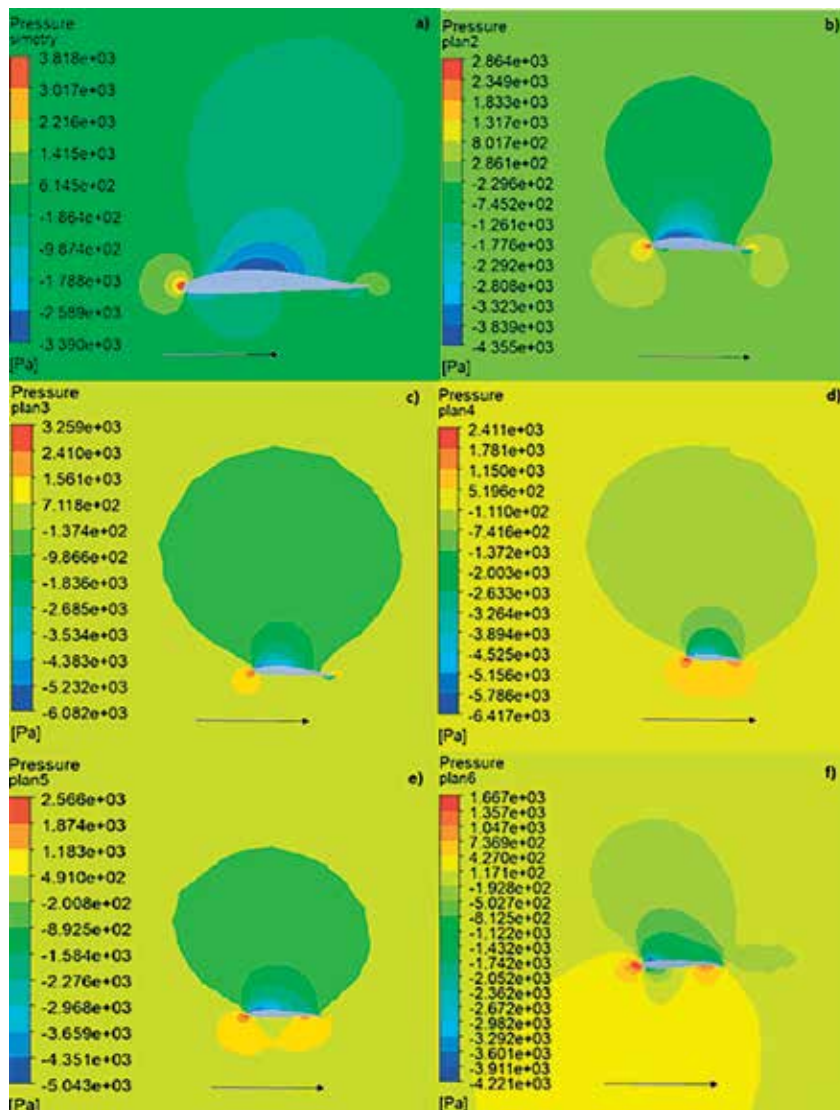 Pressure
simetry
a)
3.818e+03
3.017e+03
2.216e+03
1.415e+03
6.145e+02
-1.864e+02
-9.874e+02
-1.788e+03
-2.589e+03
-3.390e+03
[Pa]
Pressure
plan2
b)
2.864e+03
2.349e+03
1.833e+03
1.317e+03
8.017e+02
2.861e+02
-2.296e+02
-7.452e+02
-1.261e+03
-1.776e+03
-2.292e+03
-2.808e+03
-3.323e+03
-3.839e+03
-4.355e+03
[Pa]
Pressure
plan3
c)
3.259e+03
2.410e+03
1.561e+03
7.118e+02
-1.374e+02
-9.866e+02
-1.836e+03
-2.685e+03
-3.534e+03
-4.383e+03
-5.232e+03
-6.082e+03
[Pa]
Pressure
plan4
d)
2.411e+03
1.781e+03
1.150e+03
5.196e+02
-1.110e+02
-7.416e+02
-1.372e+03
-2.003e+03
-2.633e+03
-3.264e+03
-3.894e+03
-4.525e+03
-5.156e+03
-5.786e+03
-6.417e+03
[Pa]
Pressure
plan5
e)
2.566e+03
1.874e+03
1.183e+03
4.910e+02
-2.008e+02
-8.925e+02
-1.584e+03
-2.276e+03
-2.968e+03
-3.659e+03
-4.351e+03
-5.043e+03
[Pa]
Pressure
plan6
f)
1.667e+03
1.357e+03
1.047e+03
7.369e+02
4.270e+02
1.171e+02
-1.928e+02
-5.027e+02
-8.125e+02
-1.122e+03
-1.432e+03
-1.742e+03
-2.052e+03
-2.362e+03
-2.672e+03
-2.982e+03
-3.292e+03
-3.601e+03
-3.911e+03
-4.221e+03
[Pa]